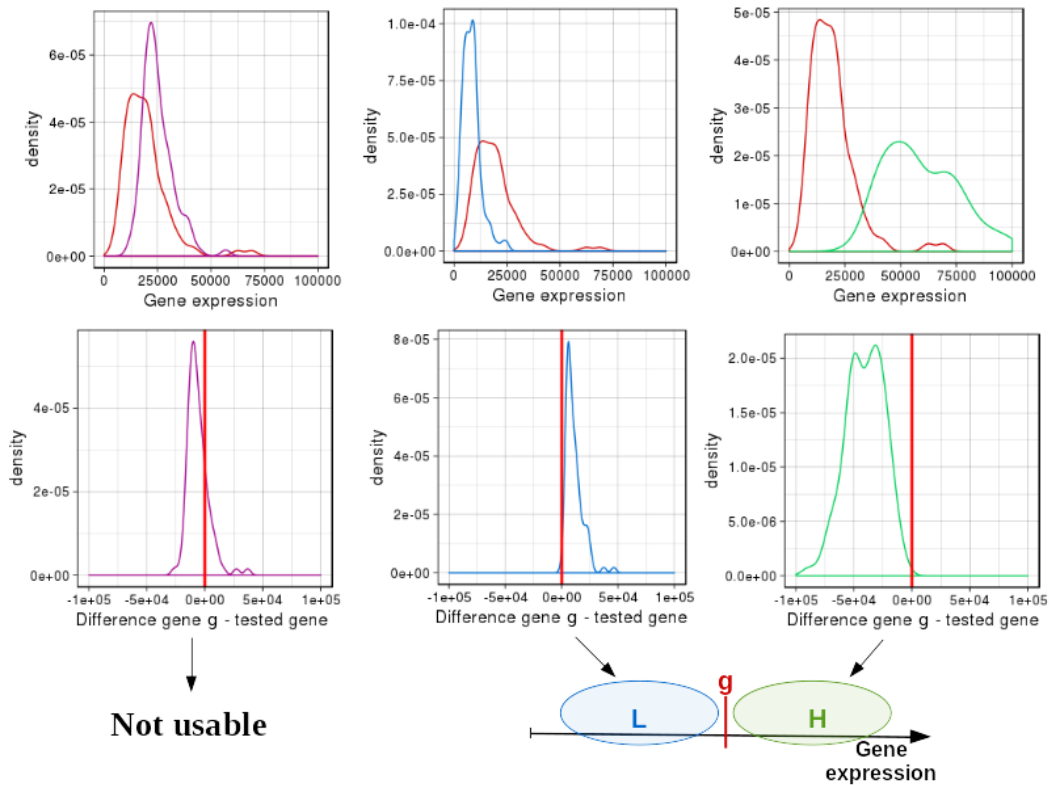 6e-05
4e-05
2e-05
0e+00
density
0
25000
50000
75000
100000
Gene expression
1.0e-04
7.5e-05
5.0e-05
2.5e-05
0.0e+00
density
0
25000
50000
75000
100000
Gene expression
5e-05
4e-05
3e-05
2e-05
1e-05
0e+00
density
0
25000
50000
75000
100000
Gene expression
4e-05
2e-05
0e+00
density
-1e+05
-5e+04
0e+00
5e+04
1e+05
Difference gene g - tested gene
8e-05
6e-05
4e-05
2e-05
0e+00
density
-1e+05
-5e+04
0e+00
5e+04
1e+05
Difference gene g - tested gene
2.0e-05
1.5e-05
1.0e-05
5.0e-06
0.0e+00
density
-1e+05
-5e+04
0e+00
5e+04
1e+05
Difference gene g - tested gene
Not usable
g
L
H
Gene
expression